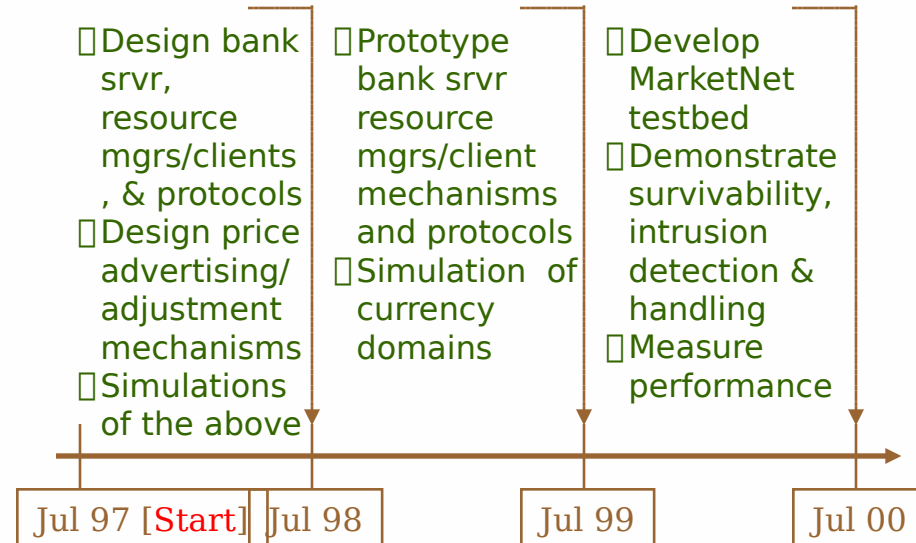 Design bank
srvr,
resource
mgrs/clients
, & protocols
Design price
advertising/
adjustment
mechanisms
Simulations
of the above
Prototype
bank srvr
resource
mgrs/client
mechanisms
and protocols
Simulation of
currency
domains
Develop
MarketNet
testbed
Demonstrate
survivability,
intrusion
detection &
handling
Measure
performance
Jul 97 [Start]
Jul 98
Jul 99
Jul 00